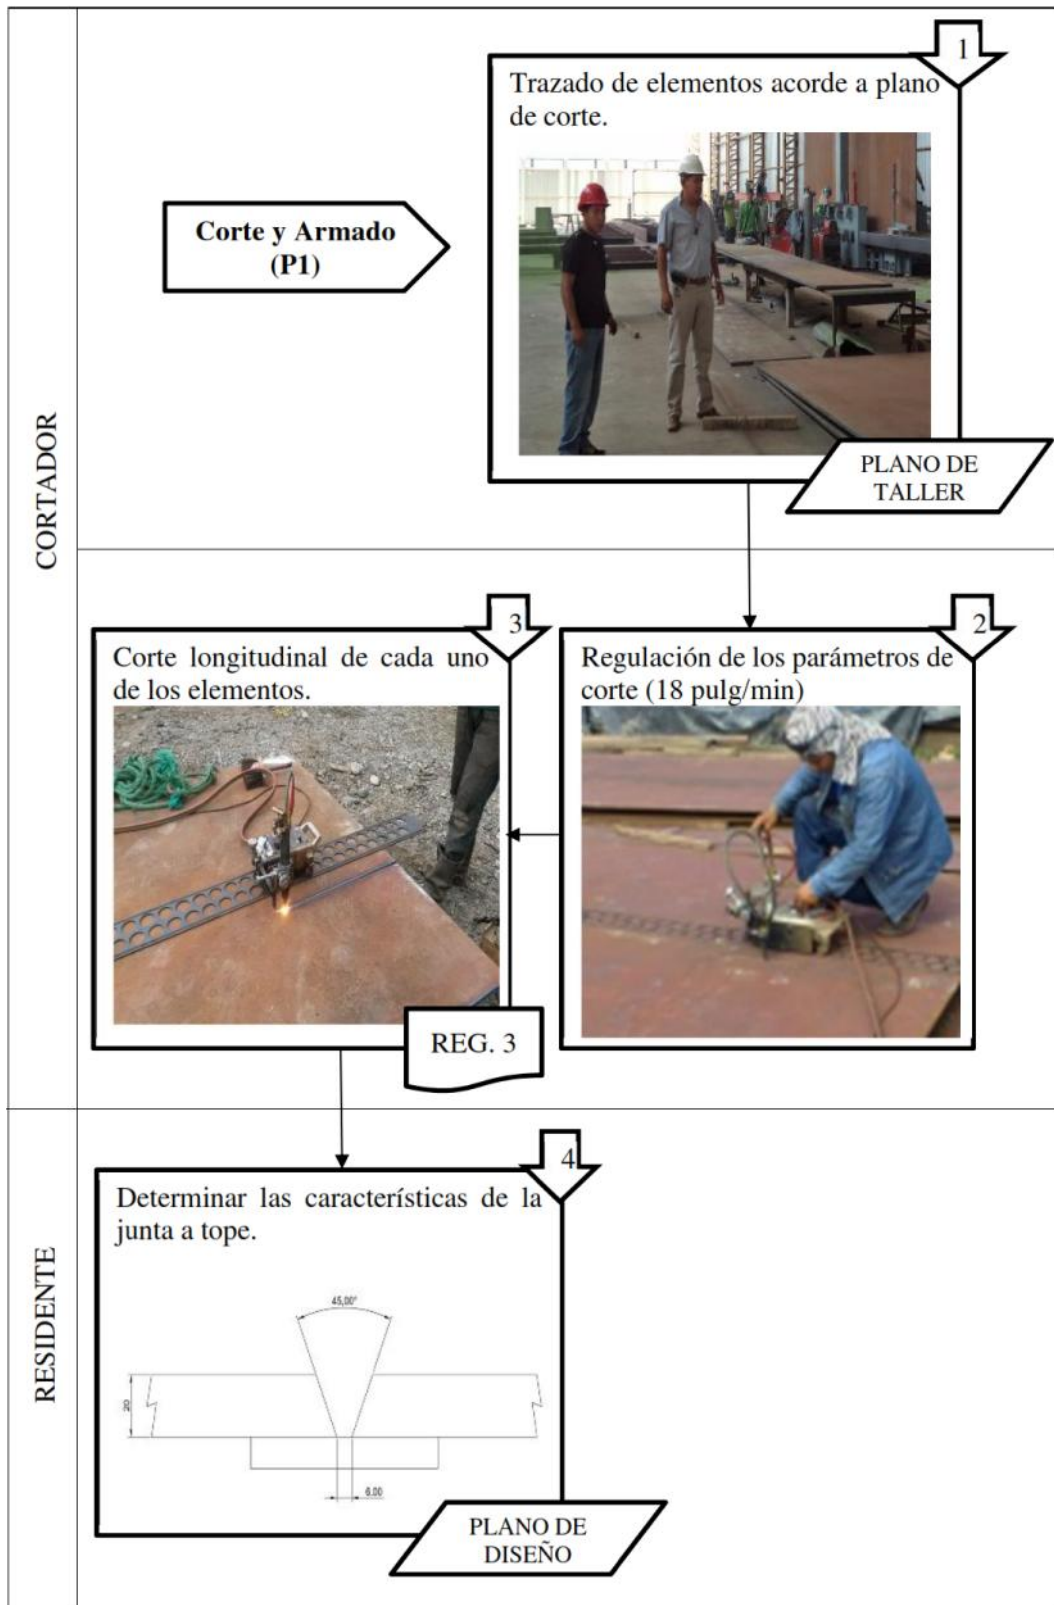 CORTADOR
1
Trazado de elementos acorde a plano
de corte.
Corte y Armado
(P1)
PLANO DE
TALLER
3
Corte longitudinal de cada uno
de los elementos.
REG. 3
2
Regulación de los parámetros de
corte (18 pulg/min)
RESIDENTE
4
Determinar las características de la
junta a tope.
45,00°
20
6,00
PLANO DE
DISEÑO